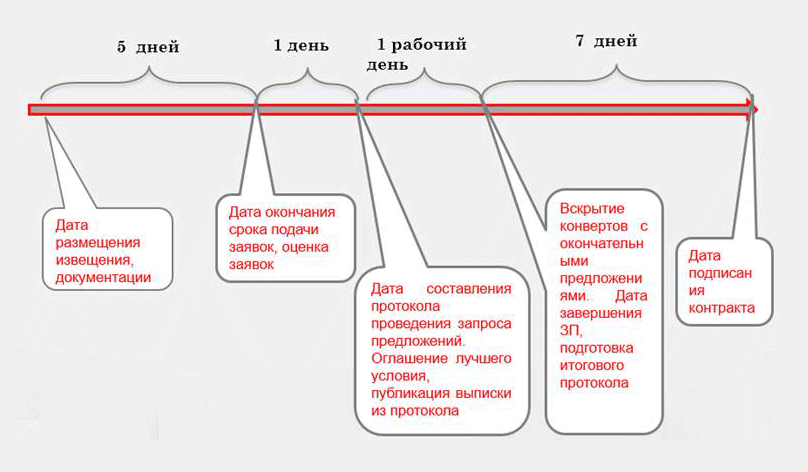 5 дней
1 день
1 рабочий
день
7 дней
Дата
размещения
извещения,
документации
Дата окончания
срока подачи
заявок, оценка
заявок
Дата составления
протокола
проведения запроса
предложений.
Оглашение лучшего
условия,
публикация выписки
из протокола
Вскрытие
конвертов с
окончательн
ыми
предложени
ями. Дата
завершения
ЗП,
подготовка
итогового
протокола
Дата
подписан
ия
контракта